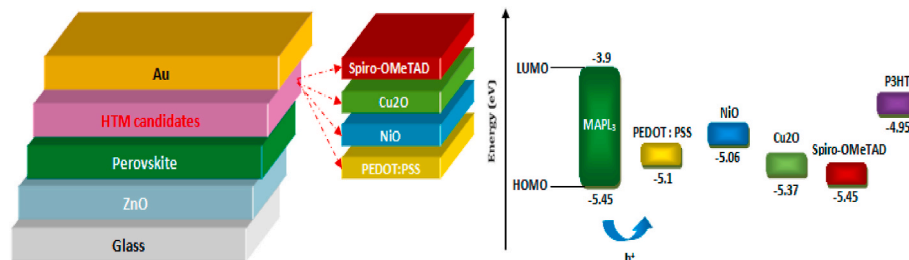 Au
HTM candidates
Perovskite
ZnO
Glass
Spiro-OMeTAD
Cu2O
NiO
PEDOT:PSS
Energy (eV)
LUMO
HOMO
-3.9
MAPL₃
-5.45
PEDOT : PSS
-5.1
NiO
-5.06
Cu2O
-5.37
Spiro-OMeTAD
-5.45
P3HT
-4.95
h⁺